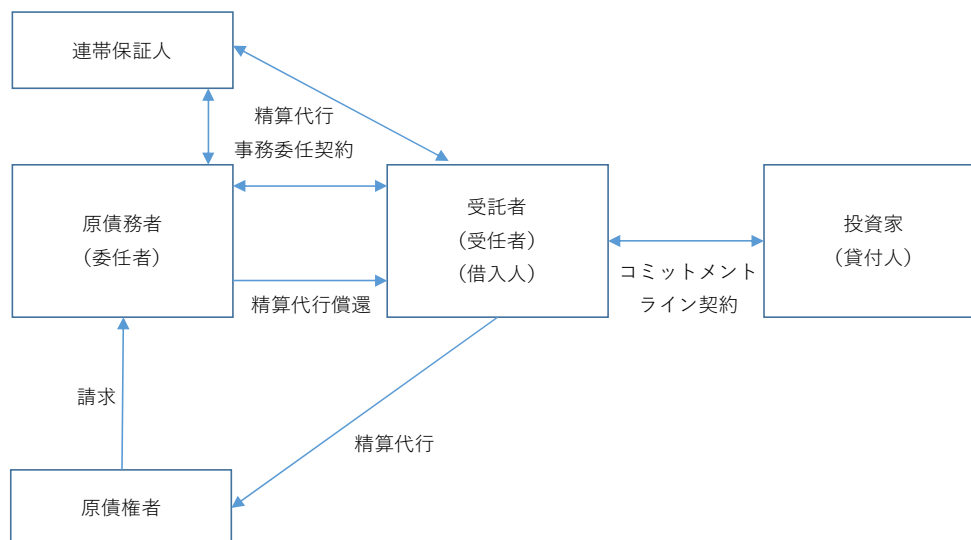 連帯保証人
精算代行
事務委任契約
原債務者
（委任者）
受託者
（受任者）
（借入人）
投資家
（貸付人）
コミットメント
ライン契約
精算代行償還
請求
精算代行
原債権者